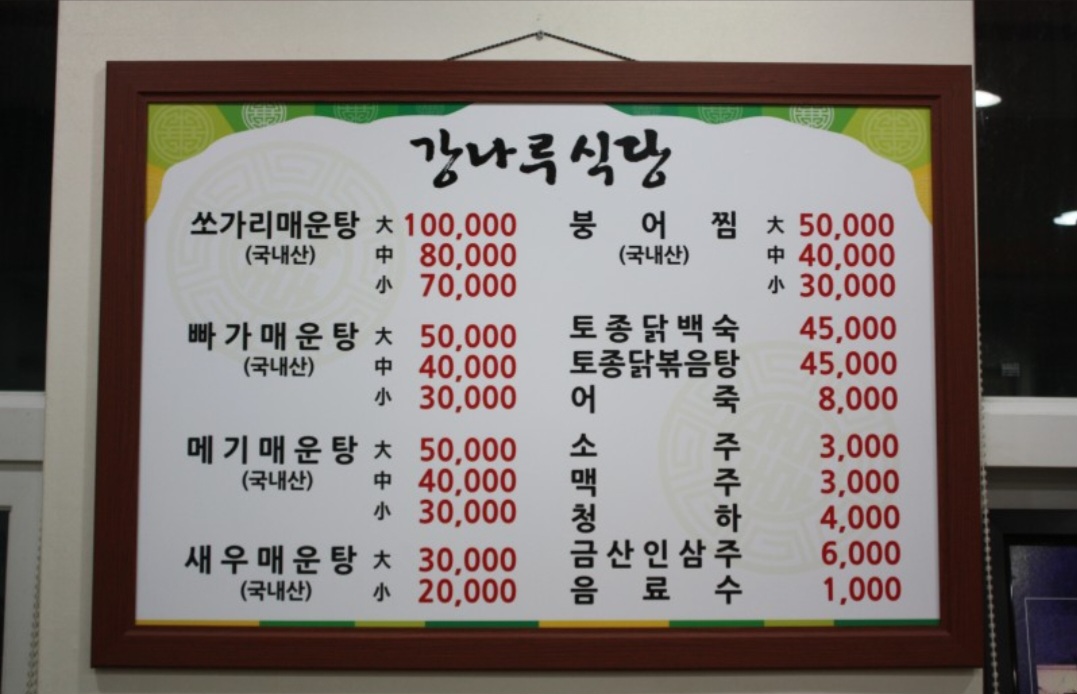 강나루식당
쏘가리매운탕 大 100,000
(국내산) 中 80,000
小 70,000
빠가매운탕 大 50,000
(국내산) 中 40,000
小 30,000
메기매운탕 大 50,000
(국내산) 中 40,000
小 30,000
새우매운탕 大 30,000
(국내산) 小 20,000
붕어찜 大 50,000
(국내산) 中 40,000
小 30,000
토종닭백숙 45,000
토종닭볶음탕 45,000
어죽 8,000
소주 3,000
맥주 3,000
청하 4,000
금산인삼주 6,000
음료수 1,000